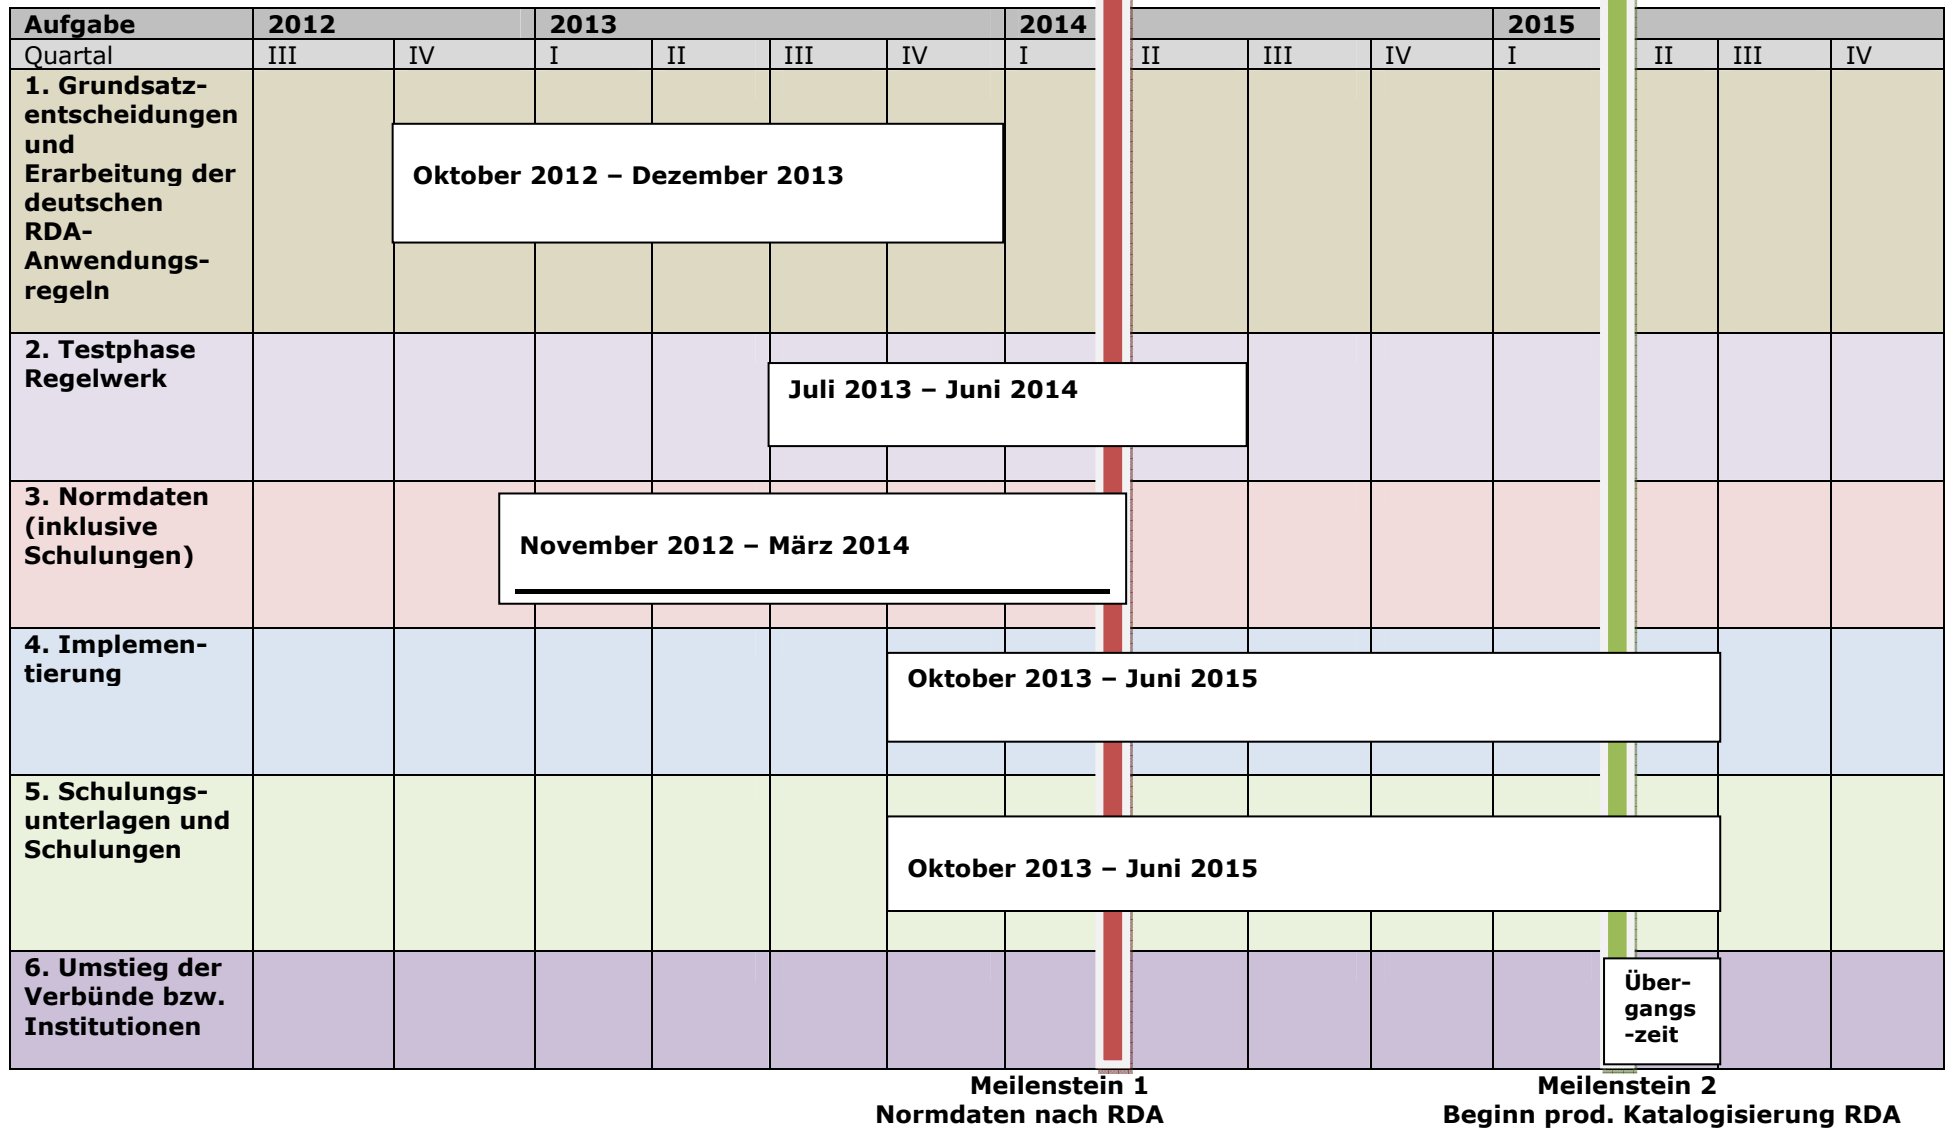 Aufgabe 2012 2013 2014 2015
Quartal III IV I II III IV I II III IV I II III IV
1. Grundsatz-
entscheidungen
und
Erarbeitung der
deutschen
RDA-
Anwendungs-
regeln
Oktober 2012 – Dezember 2013
2. Testphase
Regelwerk
Juli 2013 – Juni 2014
3. Normdaten
(inklusive
Schulungen)
November 2012 – März 2014
4. Implemen-
tierung
Oktober 2013 – Juni 2015
5. Schulungs-
unterlagen und
Schulungen
Oktober 2013 – Juni 2015
6. Umstieg der
Verbünde bzw.
Institutionen
Über-
gangs
-zeit
Meilenstein 1
Normdaten nach RDA
Meilenstein 2
Beginn prod. Katalogisierung RDA